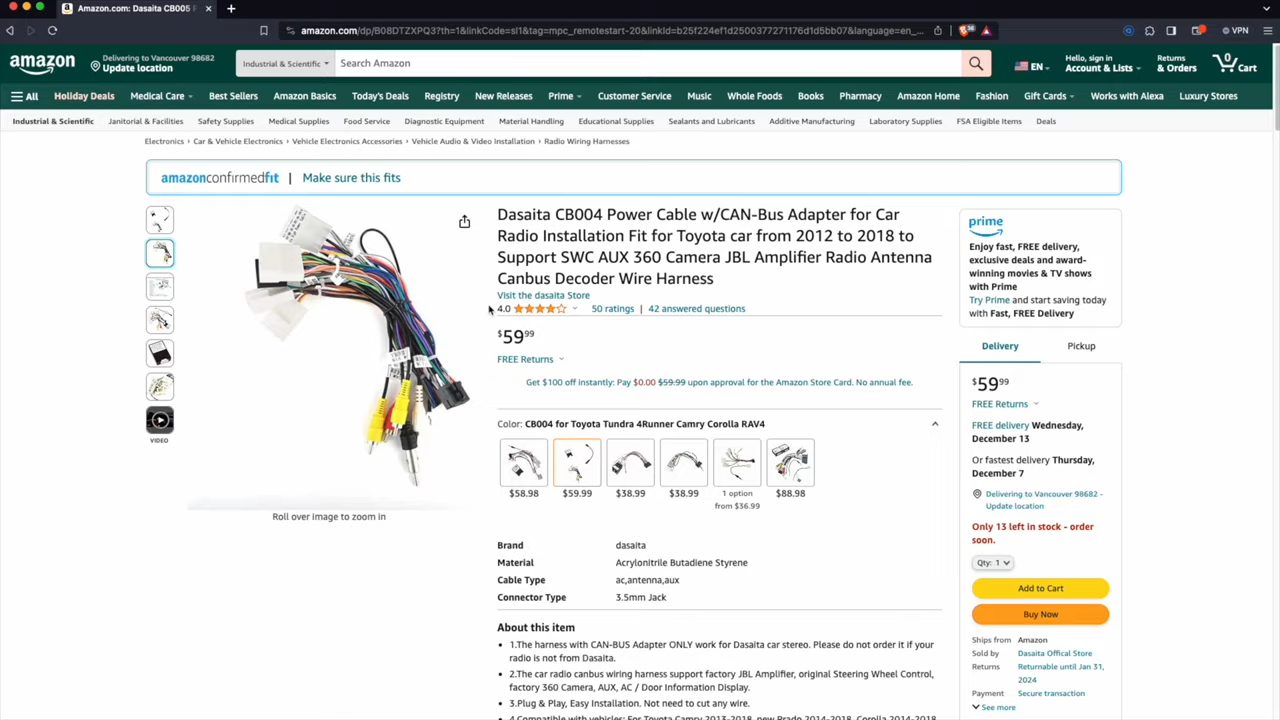 Amazon.com: Dasaita CB005 P
amazon.com/dp/B08DTZXPQ3?th=1&linkCode=sl1&tag=mpc_remotestart-20&linkId=b25f224ef1d2500377271176d1d5bb07&language=en_...
36
VPN
amazon
Delivering to Vancouver 98682
Update location
Industrial & Scientific
Search Amazon
EN
Hello, sign in
Account & Lists
Returns
& Orders
0
Cart
All
Holiday Deals
Medical Care
Best Sellers
Amazon Basics
Today's Deals
Registry
New Releases
Prime
Customer Service
Music
Whole Foods
Books
Pharmacy
Amazon Home
Fashion
Gift Cards
Works with Alexa
Luxury Stores
Industrial & Scientific
Janitorial & Facilities
Safety Supplies
Medical Supplies
Food Service
Diagnostic Equipment
Material Handling
Educational Supplies
Sealants and Lubricants
Additive Manufacturing
Laboratory Supplies
FSA Eligible Items
Deals
Electronics › Car & Vehicle Electronics › Vehicle Electronics Accessories › Vehicle Audio & Video Installation › Radio Wiring Harnesses
amazonconfirmedfit | Make sure this fits
VIDEO
Roll over image to zoom in
Dasaita CB004 Power Cable w/CAN-Bus Adapter for Car
Radio Installation Fit for Toyota car from 2012 to 2018 to
Support SWC AUX 360 Camera JBL Amplifier Radio Antenna
Canbus Decoder Wire Harness
Visit the dasaita Store
4.0 50 ratings | 42 answered questions
$59 99
FREE Returns
Get $100 off instantly: Pay $0.00 $59.99 upon approval for the Amazon Store Card. No annual fee.
Color: CB004 for Toyota Tundra 4Runner Camry Corolla RAV4
$58.98
$59.99
$38.99
$38.99
1 option
from $36.99
$88.98
Brand dasaita
Material Acrylonitrile Butadiene Styrene
Cable Type ac,antenna,aux
Connector Type 3.5mm Jack
About this item
• 1.The harness with CAN-BUS Adapter ONLY work for Dasaita car stereo. Please do not order it if your
radio is not from Dasaita.
• 2.The car radio canbus wiring harness support factory JBL Amplifier, original Steering Wheel Control,
factory 360 Camera, AUX, AC / Door Information Display.
• 3.Plug & Play, Easy Installation. Not need to cut any wire.
• 4.Compatible with vehicles: For Toyota Camry 2013-2018, new Prado 2014-2018, Corolla 2014-2018
prime
Enjoy fast, FREE delivery,
exclusive deals and award-
winning movies & TV shows
with Prime
Try Prime and start saving today
with Fast, FREE Delivery
Delivery
Pickup
$59 99
FREE Returns
FREE delivery Wednesday,
December 13
Or fastest delivery Thursday,
December 7
Delivering to Vancouver 98682 -
Update location
Only 13 left in stock - order
soon.
Qty: 1
Add to Cart
Buy Now
Ships from Amazon
Sold by Dasaita Offical Store
Returns Returnable until Jan 31,
2024
Payment Secure transaction
See more